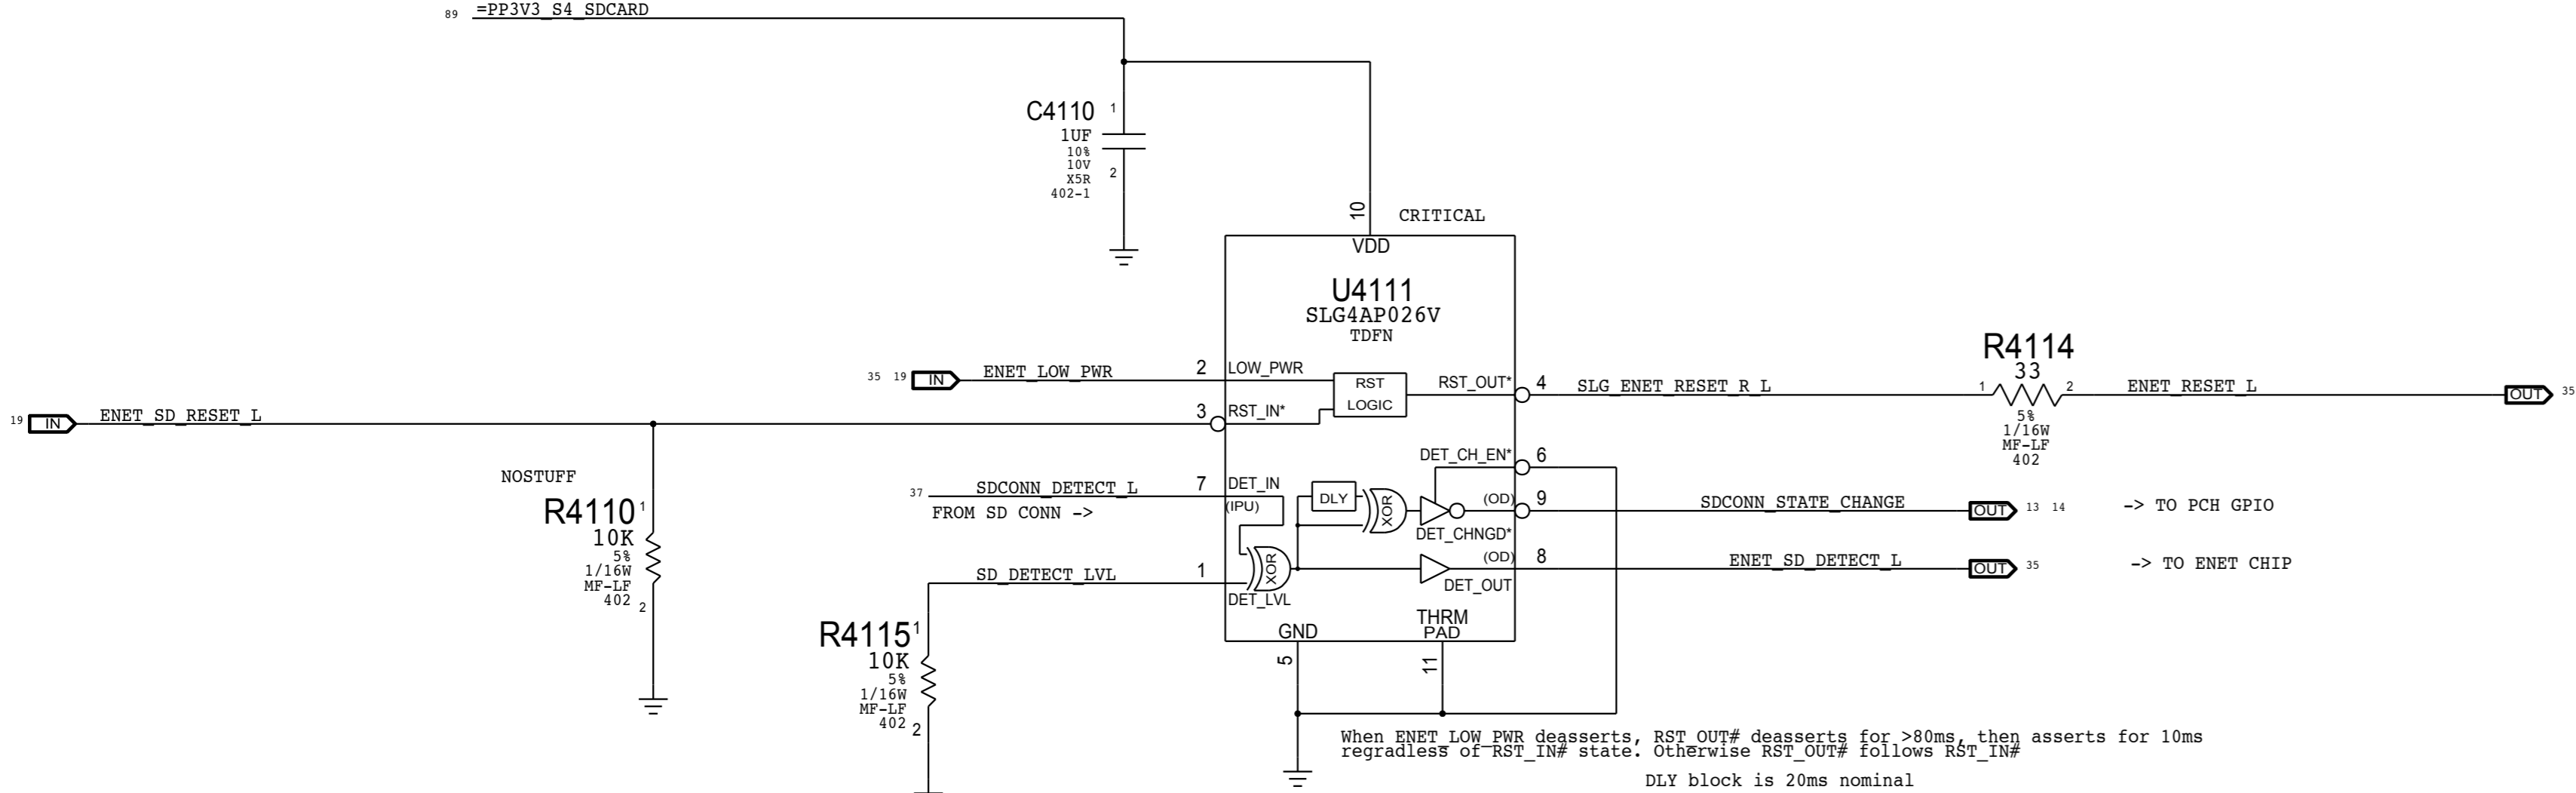 89 =PP3V3_S4_SDCARD
C4110 1
1UF
10%
10V
X5R 2
402-1
10 CRITICAL
VDD
U4111
SLG4AP026V
TDFN
35 19 IN ENET_LOW_PWR 2 LOW_PWR
RST
LOGIC
RST_OUT* 4 SLG_ENET_RESET_R_L
R4114
33
1 2 ENET_RESET_L OUT 35
5%
1/16W
MF-LF
402
19 IN ENET_SD_RESET_L 3 RST_IN*
NOSTUFF
R4110 1
10K
5%
1/16W
MF-LF
402 2
DET_CH_EN* 6
37 SDCONN_DETECT_L 7 DET_IN
(IPU)
FROM SD CONN ->
DLY XOR (OD) 9 SDCONN_STATE_CHANGE OUT 13 14 -> TO PCH GPIO
DET_CHNGD*
SD_DETECT_LVL 1 XOR
DET_LVL
(OD) 8 ENET_SD_DETECT_L OUT 35 -> TO ENET CHIP
DET_OUT
R4115 1
10K
5%
1/16W
MF-LF
402 2
GND THRM
PAD
5 11
When ENET_LOW_PWR deasserts, RST_OUT# deasserts for >80ms, then asserts for 10ms
regradless of RST_IN# state. Otherwise RST_OUT# follows RST_IN#
DLY block is 20ms nominal